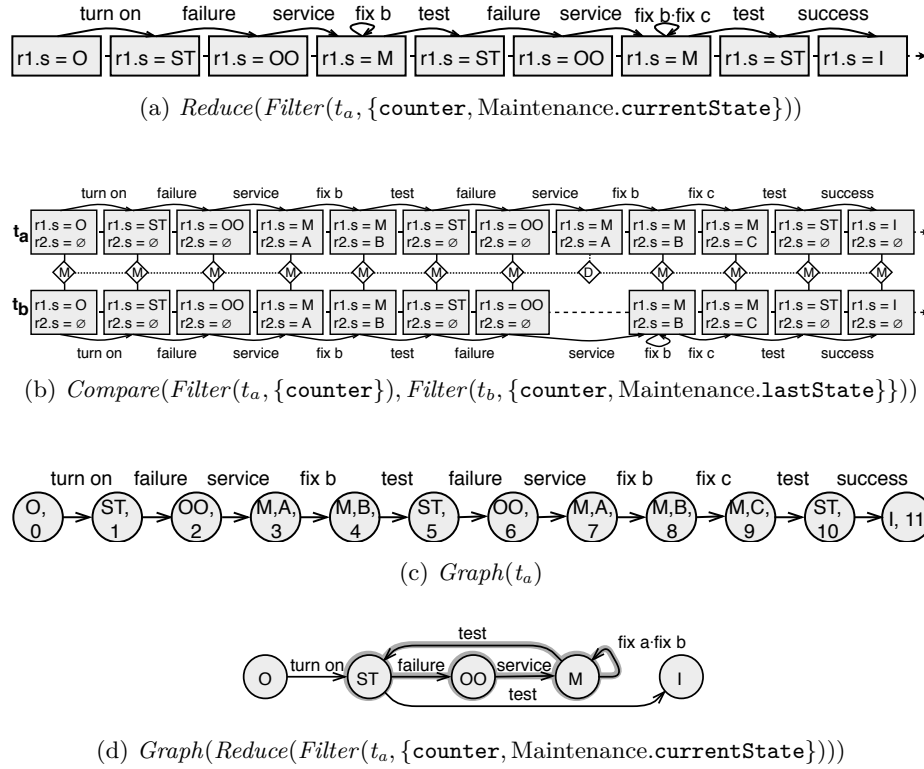 turn on failure service fix b test failure service fix b·fix c test success
r1.s = O r1.s = ST r1.s = OO r1.s = M r1.s = ST r1.s = OO r1.s = M r1.s = ST r1.s = I
(a) Reduce(Filter(t_a, {counter, Maintenance.currentState}))
turn on failure service fix b test failure service fix b fix c test success
t_a
r1.s = O r1.s = ST r1.s = OO r1.s = M r1.s = M r1.s = ST r1.s = OO r1.s = M r1.s = M r1.s = M r1.s = ST r1.s = I
r2.s = ∅ r2.s = ∅ r2.s = ∅ r2.s = A r2.s = B r2.s = ∅ r2.s = ∅ r2.s = A r2.s = B r2.s = C r2.s = ∅ r2.s = ∅
M M M M M M M D M M M M
t_b
r1.s = O r1.s = ST r1.s = OO r1.s = M r1.s = M r1.s = ST r1.s = OO r1.s = M r1.s = M r1.s = ST r1.s = I
r2.s = ∅ r2.s = ∅ r2.s = ∅ r2.s = A r2.s = B r2.s = ∅ r2.s = ∅ r2.s = B r2.s = C r2.s = ∅ r2.s = ∅
turn on failure service fix b test failure service fix b fix c test success
(b) Compare(Filter(t_a, {counter}), Filter(t_b, {counter, Maintenance.lastState}}))
turn on failure service fix b test failure service fix b fix c test success
O, ST, OO, M,A, M,B, ST, OO, M,A, M,B, M,C, ST, I, 11
0 1 2 3 4 5 6 7 8 9 10
(c) Graph(t_a)
test fix a·fix b
O turn on ST failure OO service M I
test
(d) Graph(Reduce(Filter(t_a, {counter, Maintenance.currentState})))